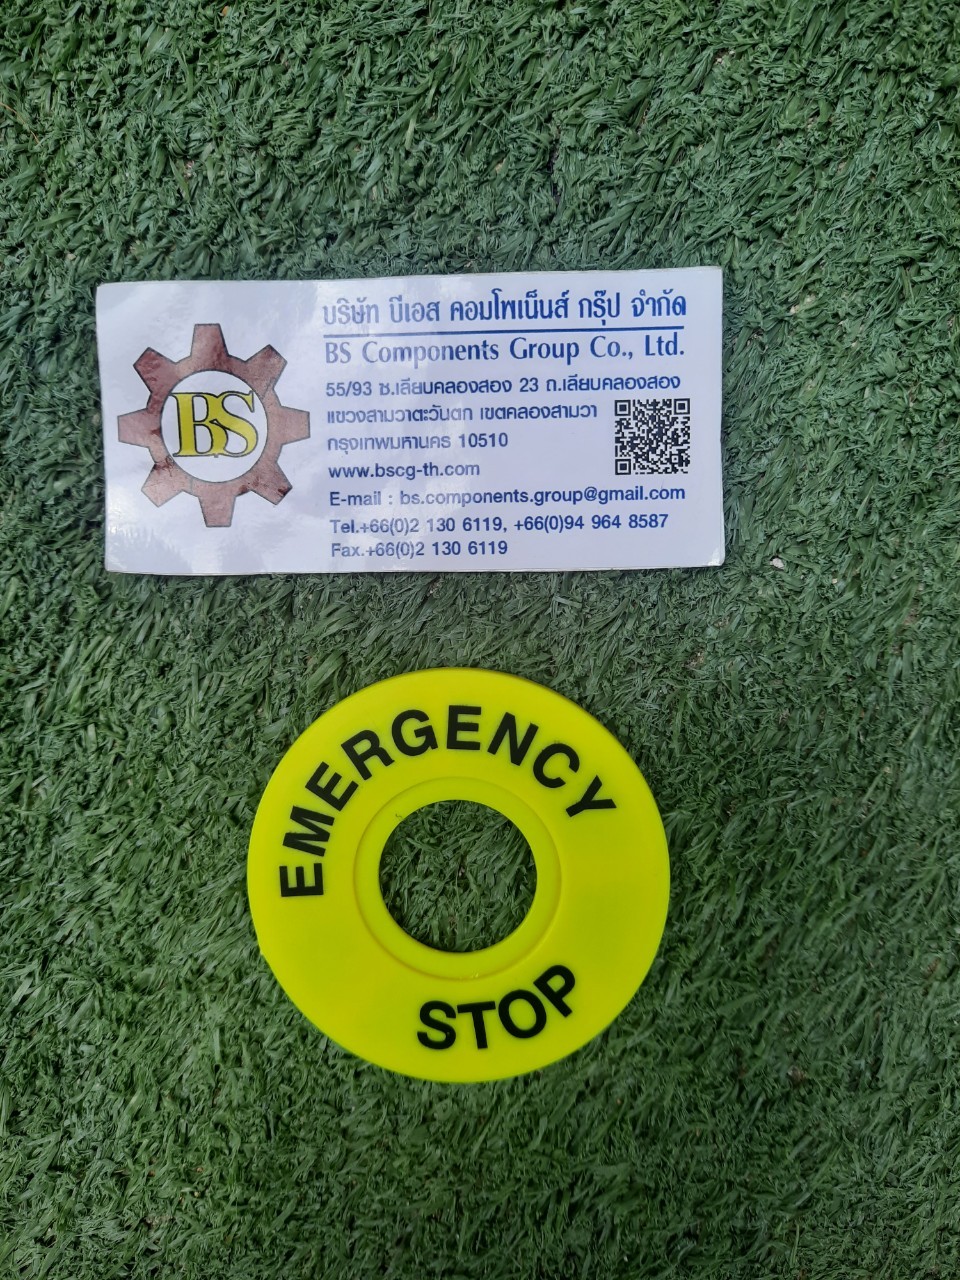 บริษัท บีเอส คอมโพเน็นส์ กรุ๊ป จำกัด
BS Components Group Co., Ltd.
BS
55/93 ซ.เลียบคลองสอง 23 ถ.เลียบคลองสอง
แขวงสามวาตะวันตก เขตคลองสามวา
กรุงเทพมหานคร 10510
www.bscg-th.com
E-mail : bs.components.group@gmail.com
Tel.+66(0)2 130 6119, +66(0)94 964 8587
Fax.+66(0)2 130 6119
EMERGENCY
STOP